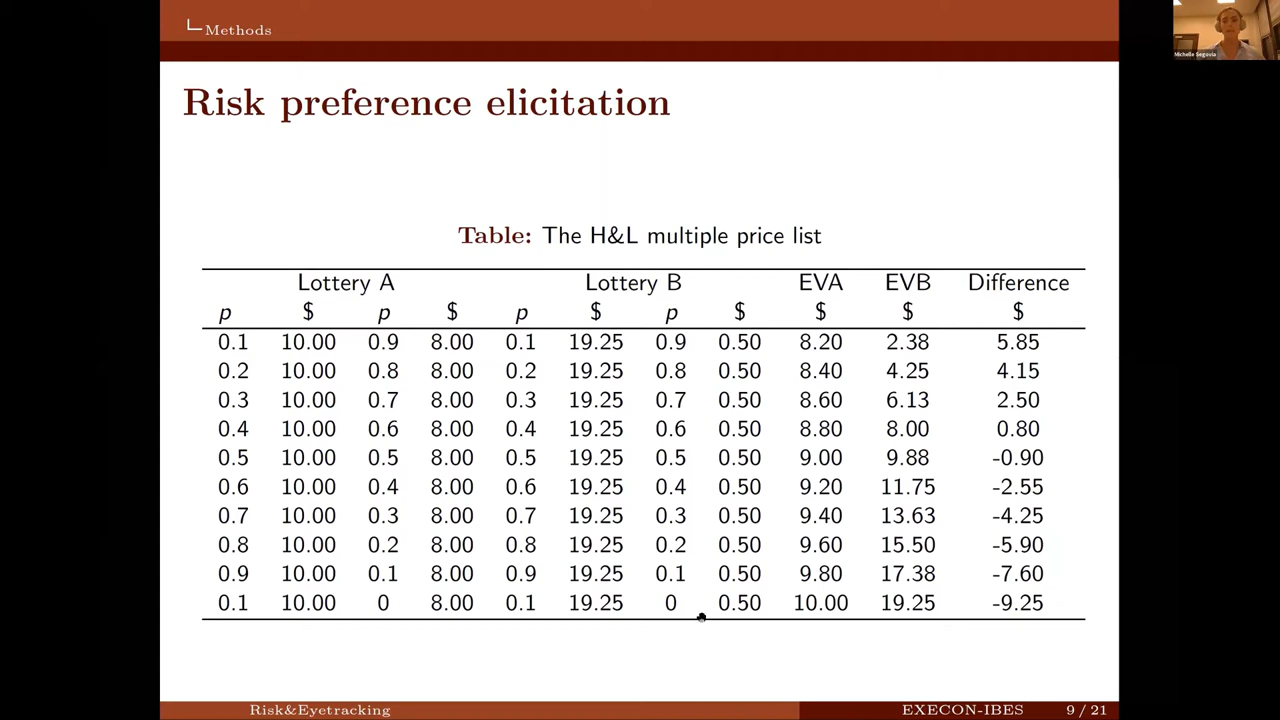 Methods
Michelle Segovia
Risk preference elicitation
Table: The H&L multiple price list
Lottery A Lottery B EVA EVB Difference
p $ p $ p $ p $ $ $ $
0.1 10.00 0.9 8.00 0.1 19.25 0.9 0.50 8.20 2.38 5.85
0.2 10.00 0.8 8.00 0.2 19.25 0.8 0.50 8.40 4.25 4.15
0.3 10.00 0.7 8.00 0.3 19.25 0.7 0.50 8.60 6.13 2.50
0.4 10.00 0.6 8.00 0.4 19.25 0.6 0.50 8.80 8.00 0.80
0.5 10.00 0.5 8.00 0.5 19.25 0.5 0.50 9.00 9.88 -0.90
0.6 10.00 0.4 8.00 0.6 19.25 0.4 0.50 9.20 11.75 -2.55
0.7 10.00 0.3 8.00 0.7 19.25 0.3 0.50 9.40 13.63 -4.25
0.8 10.00 0.2 8.00 0.8 19.25 0.2 0.50 9.60 15.50 -5.90
0.9 10.00 0.1 8.00 0.9 19.25 0.1 0.50 9.80 17.38 -7.60
0.1 10.00 0 8.00 0.1 19.25 0 0.50 10.00 19.25 -9.25
Risk&Eyetracking EXECON-IBES 9 / 21